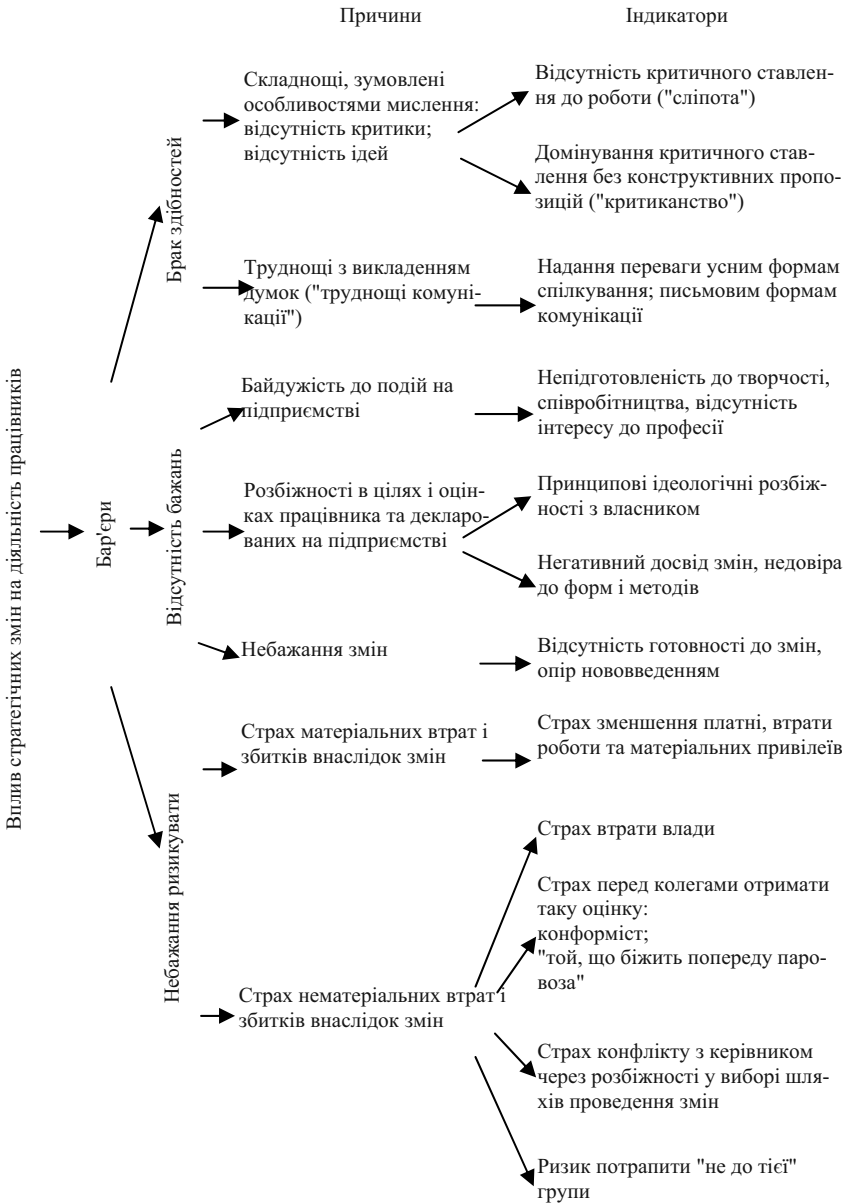 Причини
Індикатори
Вплив стратегічних змін на діяльність працівників
Бар'єри
Брак здібностей
Складнощі, зумовлені
особливостями мислення:
відсутність критики;
відсутність ідей
Відсутність критичного ставлен-
ня до роботи ("сліпота")
Домінування критичного став-
лення без конструктивних пропо-
зицій ("критиканство")
Труднощі з викладенням
думок ("труднощі комуні-
кації")
Надання переваги усним формам
спілкування; письмовим формам
комунікації
Відсутність бажань
Байдужість до подій на
підприємстві
Непідготовленість до творчості,
співробітництва, відсутність
інтересу до професії
Розбіжності в цілях і оцін-
ках працівника та декларо-
ваних на підприємстві
Принципові ідеологічні розбіж-
ності з власником
Негативний досвід змін, недовіра
до форм і методів
Небажання змін
Відсутність готовності до змін,
опір нововведенням
Небажання ризикувати
Страх матеріальних втрат і
збитків внаслідок змін
Страх зменшення платні, втрати
роботи та матеріальних привілеїв
Страх нематеріальних втрат і
збитків внаслідок змін
Страх втрати влади
Страх перед колегами отримати
таку оцінку:
конформіст;
"той, що біжить попереду паро-
воза"
Страх конфлікту з керівником
через розбіжності у виборі шля-
хів проведення змін
Ризик потрапити "не до тієї"
групи